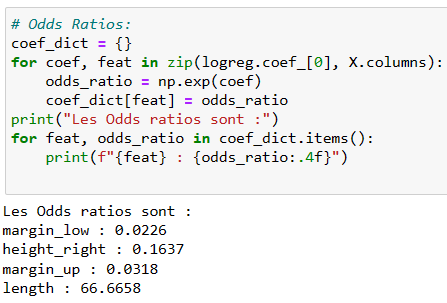 # Odds Ratios:
coef_dict = {}
for coef, feat in zip(logreg.coef_[0], X.columns):
    odds_ratio = np.exp(coef)
    coef_dict[feat] = odds_ratio
print("Les Odds ratios sont :")
for feat, odds_ratio in coef_dict.items():
    print(f"{feat} : {odds_ratio:.4f}")
Les Odds ratios sont :
margin_low : 0.0226
height_right : 0.1637
margin_up : 0.0318
length : 66.6658